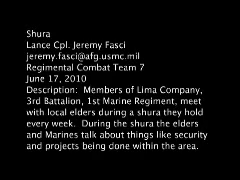 Shura
Lance Cpl. Jeremy Fasci
jeremy.fasci@afg.usmc.mil
Regimental Combat Team 7
June 17, 2010
Description:  Members of Lima Company,
3rd Battalion, 1st Marine Regiment, meet
with local elders during a shura they hold
every week.  During the shura the elders
and Marines talk about things like security
and projects being done within the area.